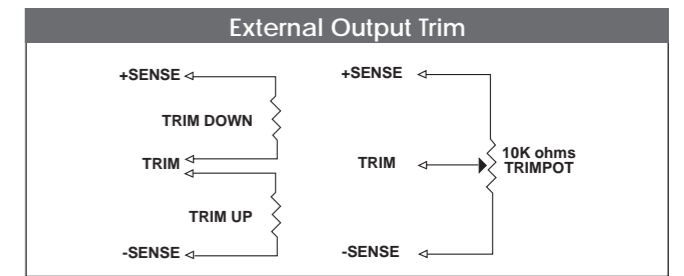 External Output Trim
+SENSE
TRIM DOWN
TRIM
TRIM UP
-SENSE
+SENSE
TRIM
10K ohms
TRIMPOT
-SENSE